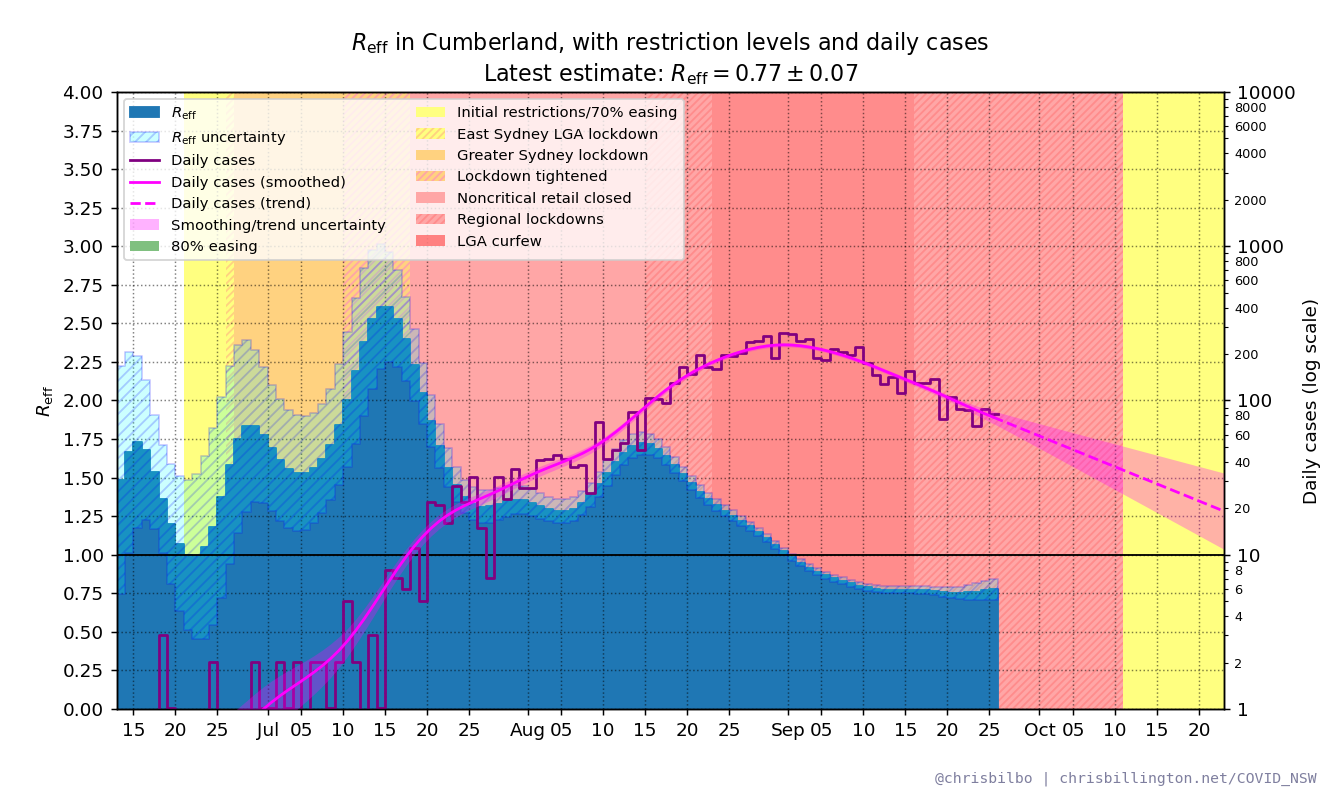 Reff in Cumberland, with restriction levels and daily cases
Latest estimate: Reff = 0.77 ± 0.07
Reff
Reff uncertainty
Daily cases
Daily cases (smoothed)
Daily cases (trend)
Smoothing/trend uncertainty
80% easing
Initial restrictions/70% easing
East Sydney LGA lockdown
Greater Sydney lockdown
Lockdown tightened
Noncritical retail closed
Regional lockdowns
LGA curfew
Reff
4.00
3.75
3.50
3.25
3.00
2.75
2.50
2.25
2.00
1.75
1.50
1.25
1.00
0.75
0.50
0.25
0.00
10000
8000
6000
4000
2000
1000
800
600
400
200
100
80
60
40
20
10
8
6
4
2
1
Daily cases (log scale)
15 20 25 Jul 05 10 15 20 25 Aug 05 10 15 20 25 Sep 05 10 15 20 25 Oct 05 10 15 20
@chrisbilbo | chrisbillington.net/COVID_NSW